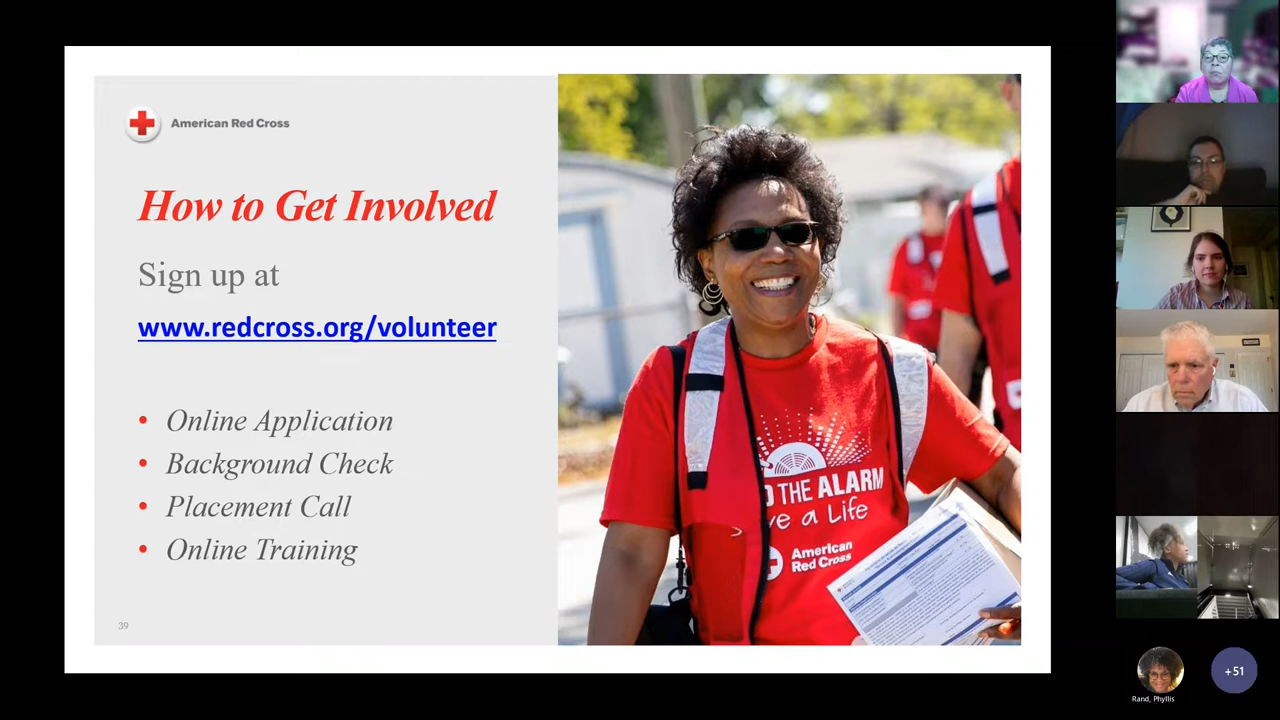 American Red Cross
How to Get Involved
Sign up at
www.redcross.org/volunteer
• Online Application
• Background Check
• Placement Call
• Online Training
39
THE ALARM
a Life
American
Red Cross
Rand, Phyllis
+51